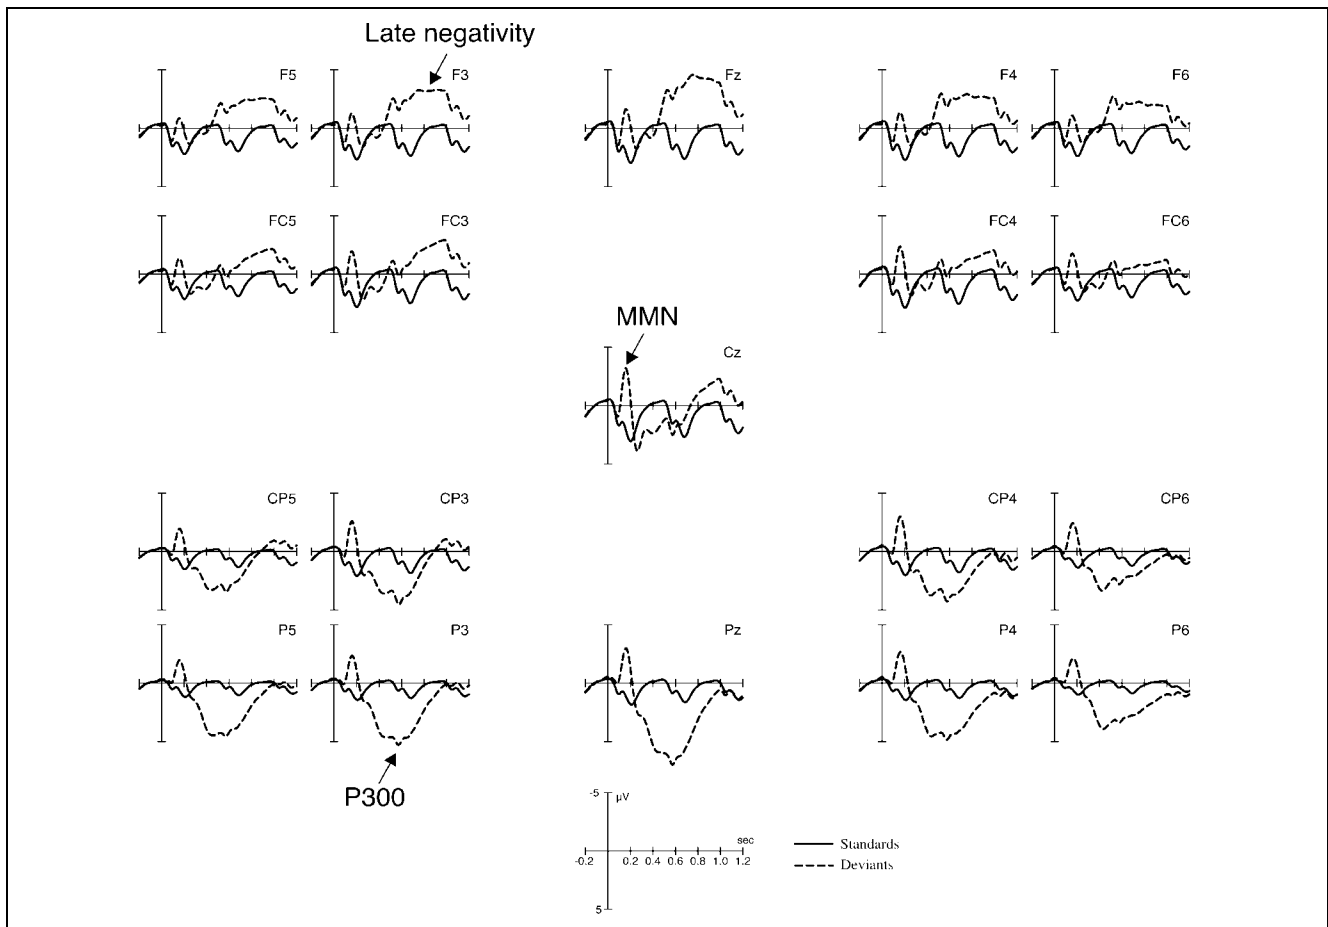 Late negativity
F5 F3 Fz F4 F6
FC5 FC3 FC4 FC6
MMN
Cz
CP5 CP3 CP4 CP6
P5 P3 Pz P4 P6
P300
-5 µV
sec
-0.2 0.2 0.4 0.6 0.8 1.0 1.2
5
Standards
Deviants